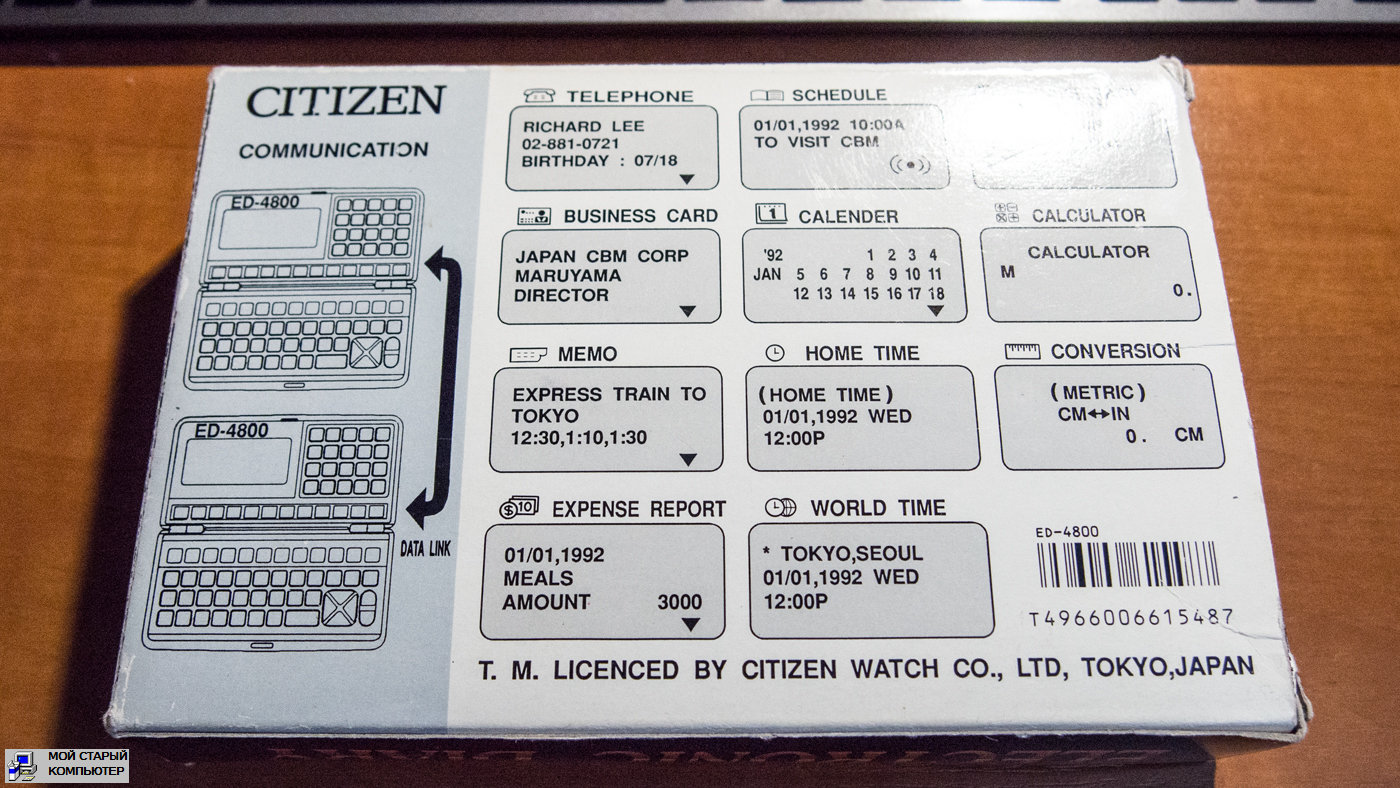 CITIZEN
COMMUNICATION
ED-4800
ED-4800
DATA LINK
TELEPHONE
RICHARD LEE
02-881-0721
BIRTHDAY : 07/18
SCHEDULE
01/01,1992 10:00A
TO VISIT CBM
BUSINESS CARD
JAPAN CBM CORP
MARUYAMA
DIRECTOR
CALENDER
'92 1 2 3 4
JAN 5 6 7 8 9 10 11
12 13 14 15 16 17 18
CALCULATOR
CALCULATOR
M
0.
MEMO
EXPRESS TRAIN TO
TOKYO
12:30,1:10,1:30
HOME TIME
(HOME TIME)
01/01,1992 WED
12:00P
CONVERSION
(METRIC)
CM↔IN
0. CM
$10
EXPENSE REPORT
01/01,1992
MEALS
AMOUNT 3000
WORLD TIME
* TOKYO,SEOUL
01/01,1992 WED
12:00P
ED-4800
T4966006615487
T. M. LICENCED BY CITIZEN WATCH CO., LTD, TOKYO,JAPAN
МОЙ СТАРЫЙ
КОМПЬЮТЕР